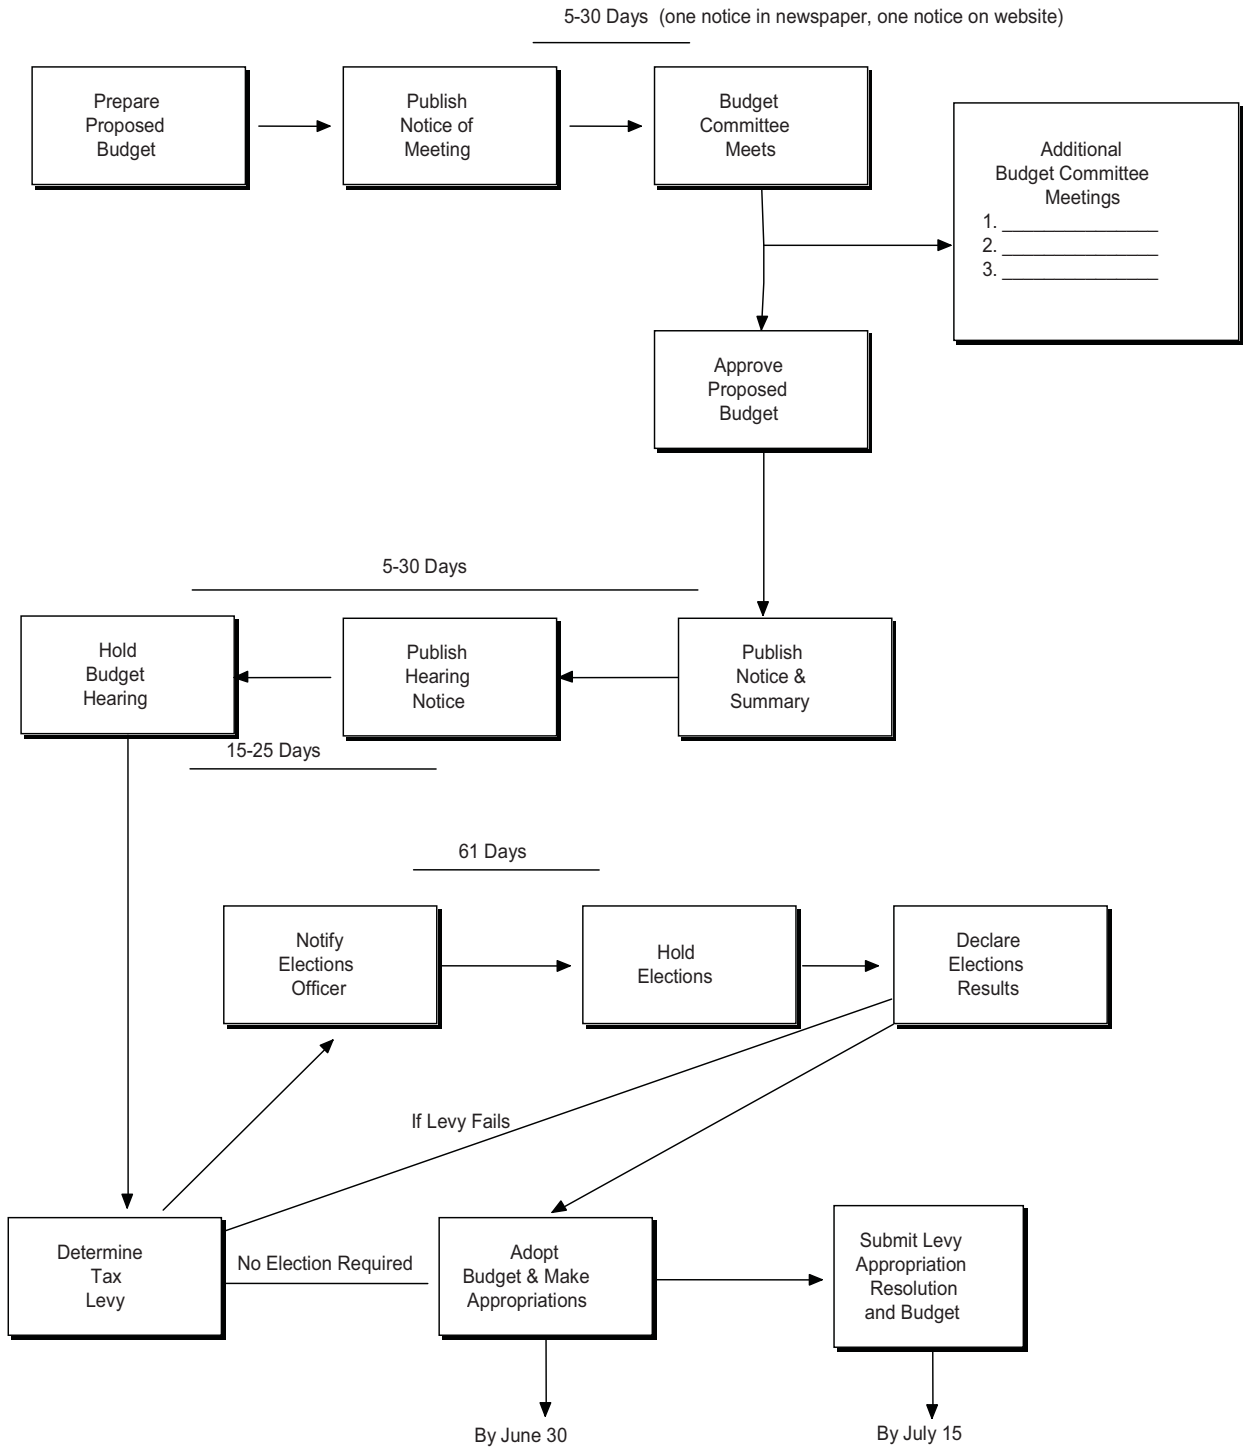 5-30 Days  (one notice in newspaper, one notice on website)
Prepare
Proposed
Budget
Publish
Notice of
Meeting
Budget
Committee
Meets
Additional
Budget Committee
Meetings
1. ________________
2. ________________
3. ________________
Approve
Proposed
Budget
5-30 Days
Hold
Budget
Hearing
Publish
Hearing
Notice
Publish
Notice &
Summary
15-25 Days
61 Days
Notify
Elections
Officer
Hold
Elections
Declare
Elections
Results
If Levy Fails
Determine
Tax
Levy
No Election Required
Adopt
Budget & Make
Appropriations
Submit Levy
Appropriation
Resolution
and Budget
By June 30
By July 15